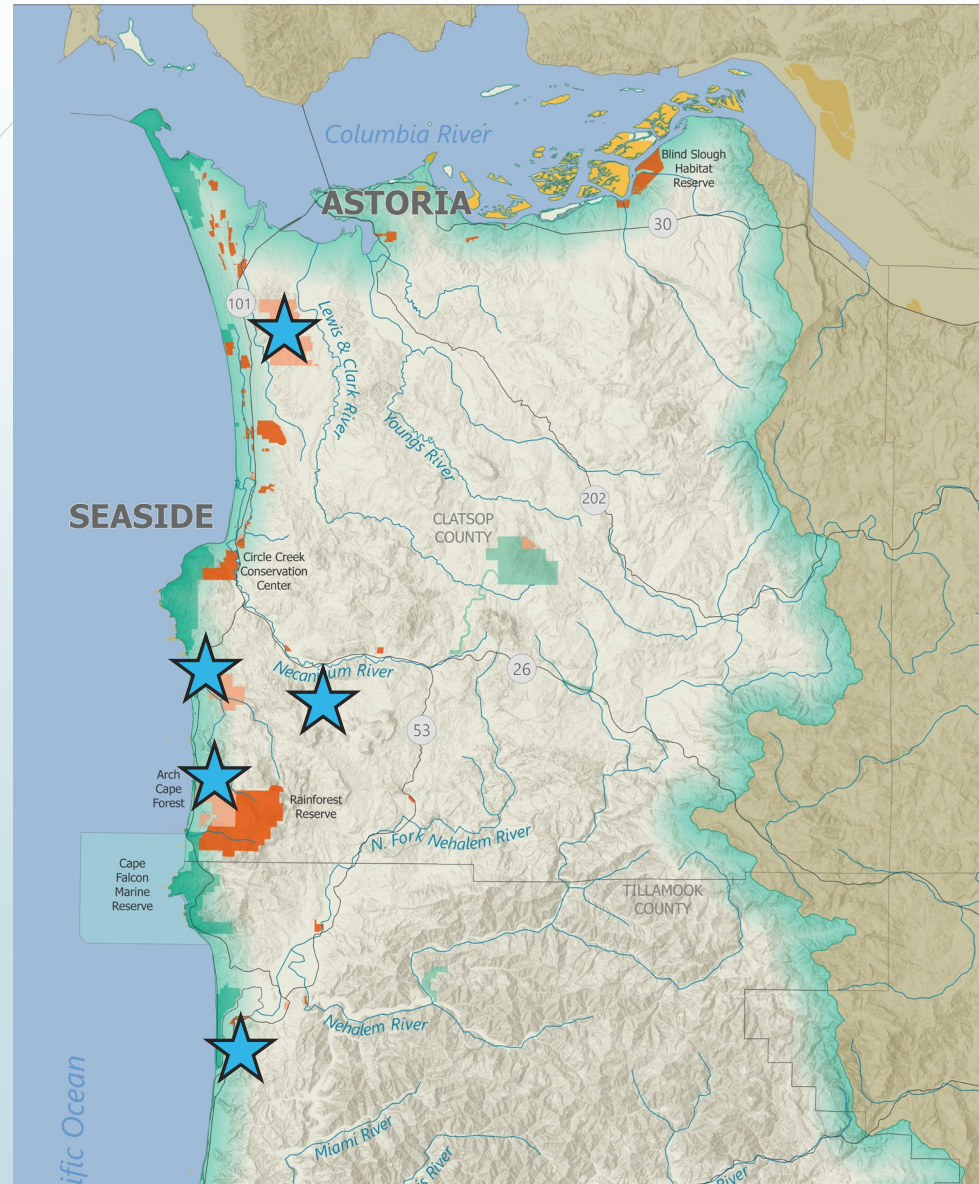 Columbia River
Blind Slough
Habitat
Reserve
ASTORIA
30
101
Lewis & Clark River
Youngs River
202
SEASIDE
CLATSOP
COUNTY
Circle Creek
Conservation
Center
Necanicum River
26
53
Arch
Cape
Forest
Rainforest
Reserve
N. Fork Nehalem River
Cape
Falcon
Marine
Reserve
TILLAMOOK
COUNTY
Nehalem River
ific Ocean
Miami River
s River
River